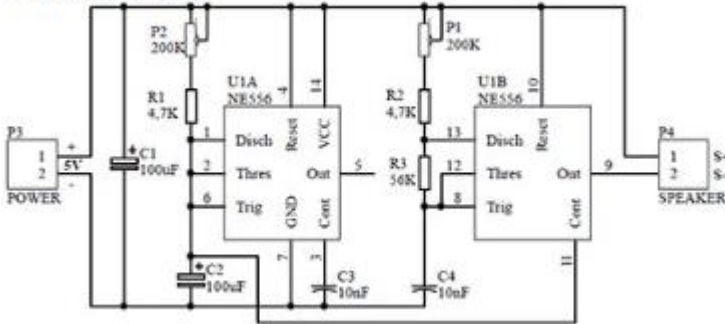 P2
200K
P1
200K
U1A
NE556
U1B
NE556
4
14
10
R1
4,7K
R2
4,7K
P3
+
1
5V
2
-
POWER
C1
+
100uF
1
Disch
Reset
VCC
2
Thres
Out
5
6
Trig
GND
Cont
7
3
13
Disch
Reset
R3
56K
12
Thres
Out
9
8
Trig
Cont
11
P4
1
2
SPEAKER
+
C2
100uF
C3
10nF
C4
10nF